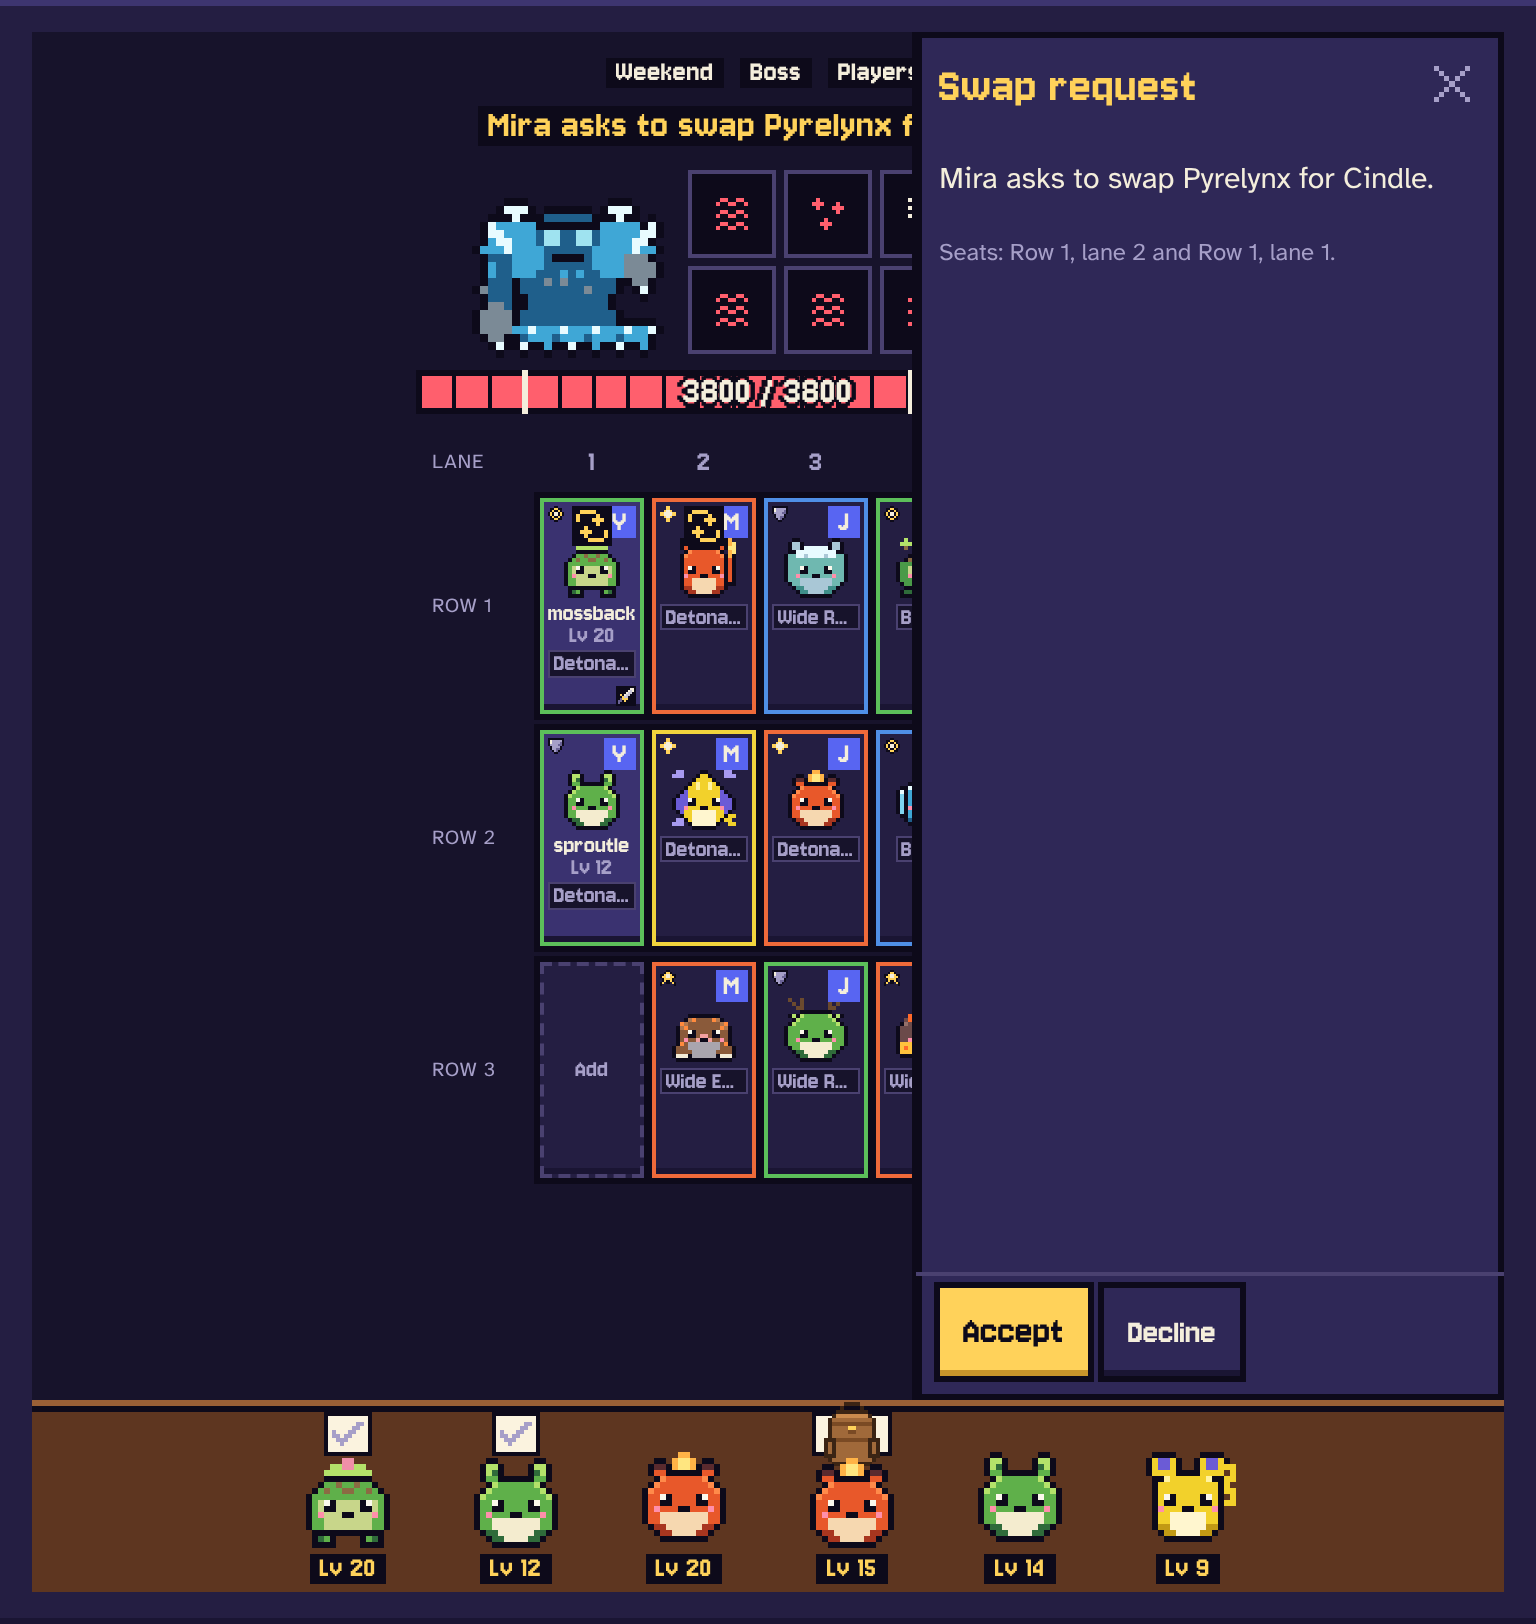 Weekend Boss Players
Mira asks to swap Pyrelynx f
3800/3800
LANE 1 2 3
Y M J
ROW 1
mossback
Lv 20
Detona... Detona... Wide R... B
Y M J
ROW 2
sproutle
Lv 12
Detona... Detona... Detona... B
M J
ROW 3
Add
Wide E... Wide R... Wi
Swap request
Mira asks to swap Pyrelynx for Cindle.
Seats: Row 1, lane 2 and Row 1, lane 1.
Accept Decline
Lv 20 Lv 12 Lv 20 Lv 15 Lv 14 Lv 9